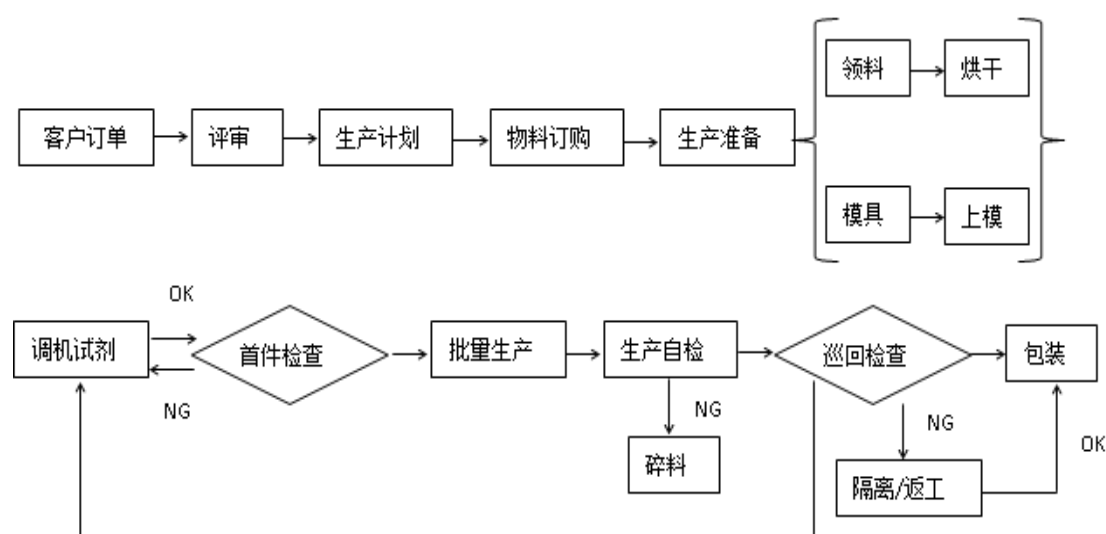 领料
烘干
客户订单
评审
生产计划
物料订购
生产准备
模具
上模
OK
调机试剂
首件检查
批量生产
生产自检
巡回检查
包装
NG
NG
NG
OK
碎料
隔离/返工